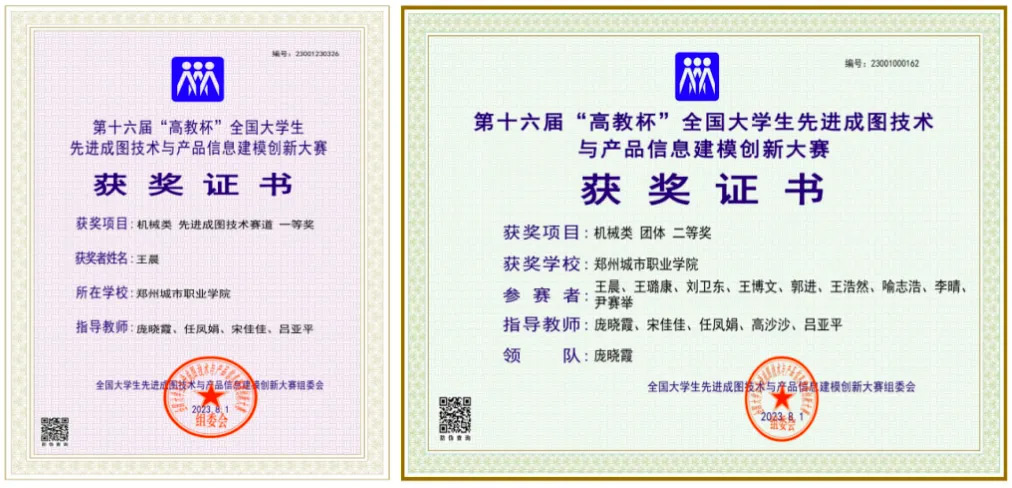 编号:23001230326
第十六届“高教杯”全国大学生
先进成图技术与产品信息建模创新大赛
获奖证书
获奖项目:机械类 先进成图技术赛道 一等奖
获奖者姓名:王晨
所在学校:郑州城市职业学院
指导教师:庞晓霞、任凤娟、宋佳佳、吕亚平
全国大学生先进成图技术与产品信息建模创新大赛组委会
2023.8.1
组委会
防伪查询
编号:23001000162
第十六届“高教杯”全国大学生先进成图技术
与产品信息建模创新大赛
获奖证书
获奖项目:机械类 团体 二等奖
获奖学校:郑州城市职业学院
参赛者:王晨、王璐康、刘卫东、王博文、郭进、王浩然、喻志浩、李晴、
尹赛举
指导教师:庞晓霞、宋佳佳、任凤娟、高沙沙、吕亚平
领队:庞晓霞
全国大学生先进成图技术与产品信息建模创新大赛组委会
2023.8.1
组委会
防伪查询